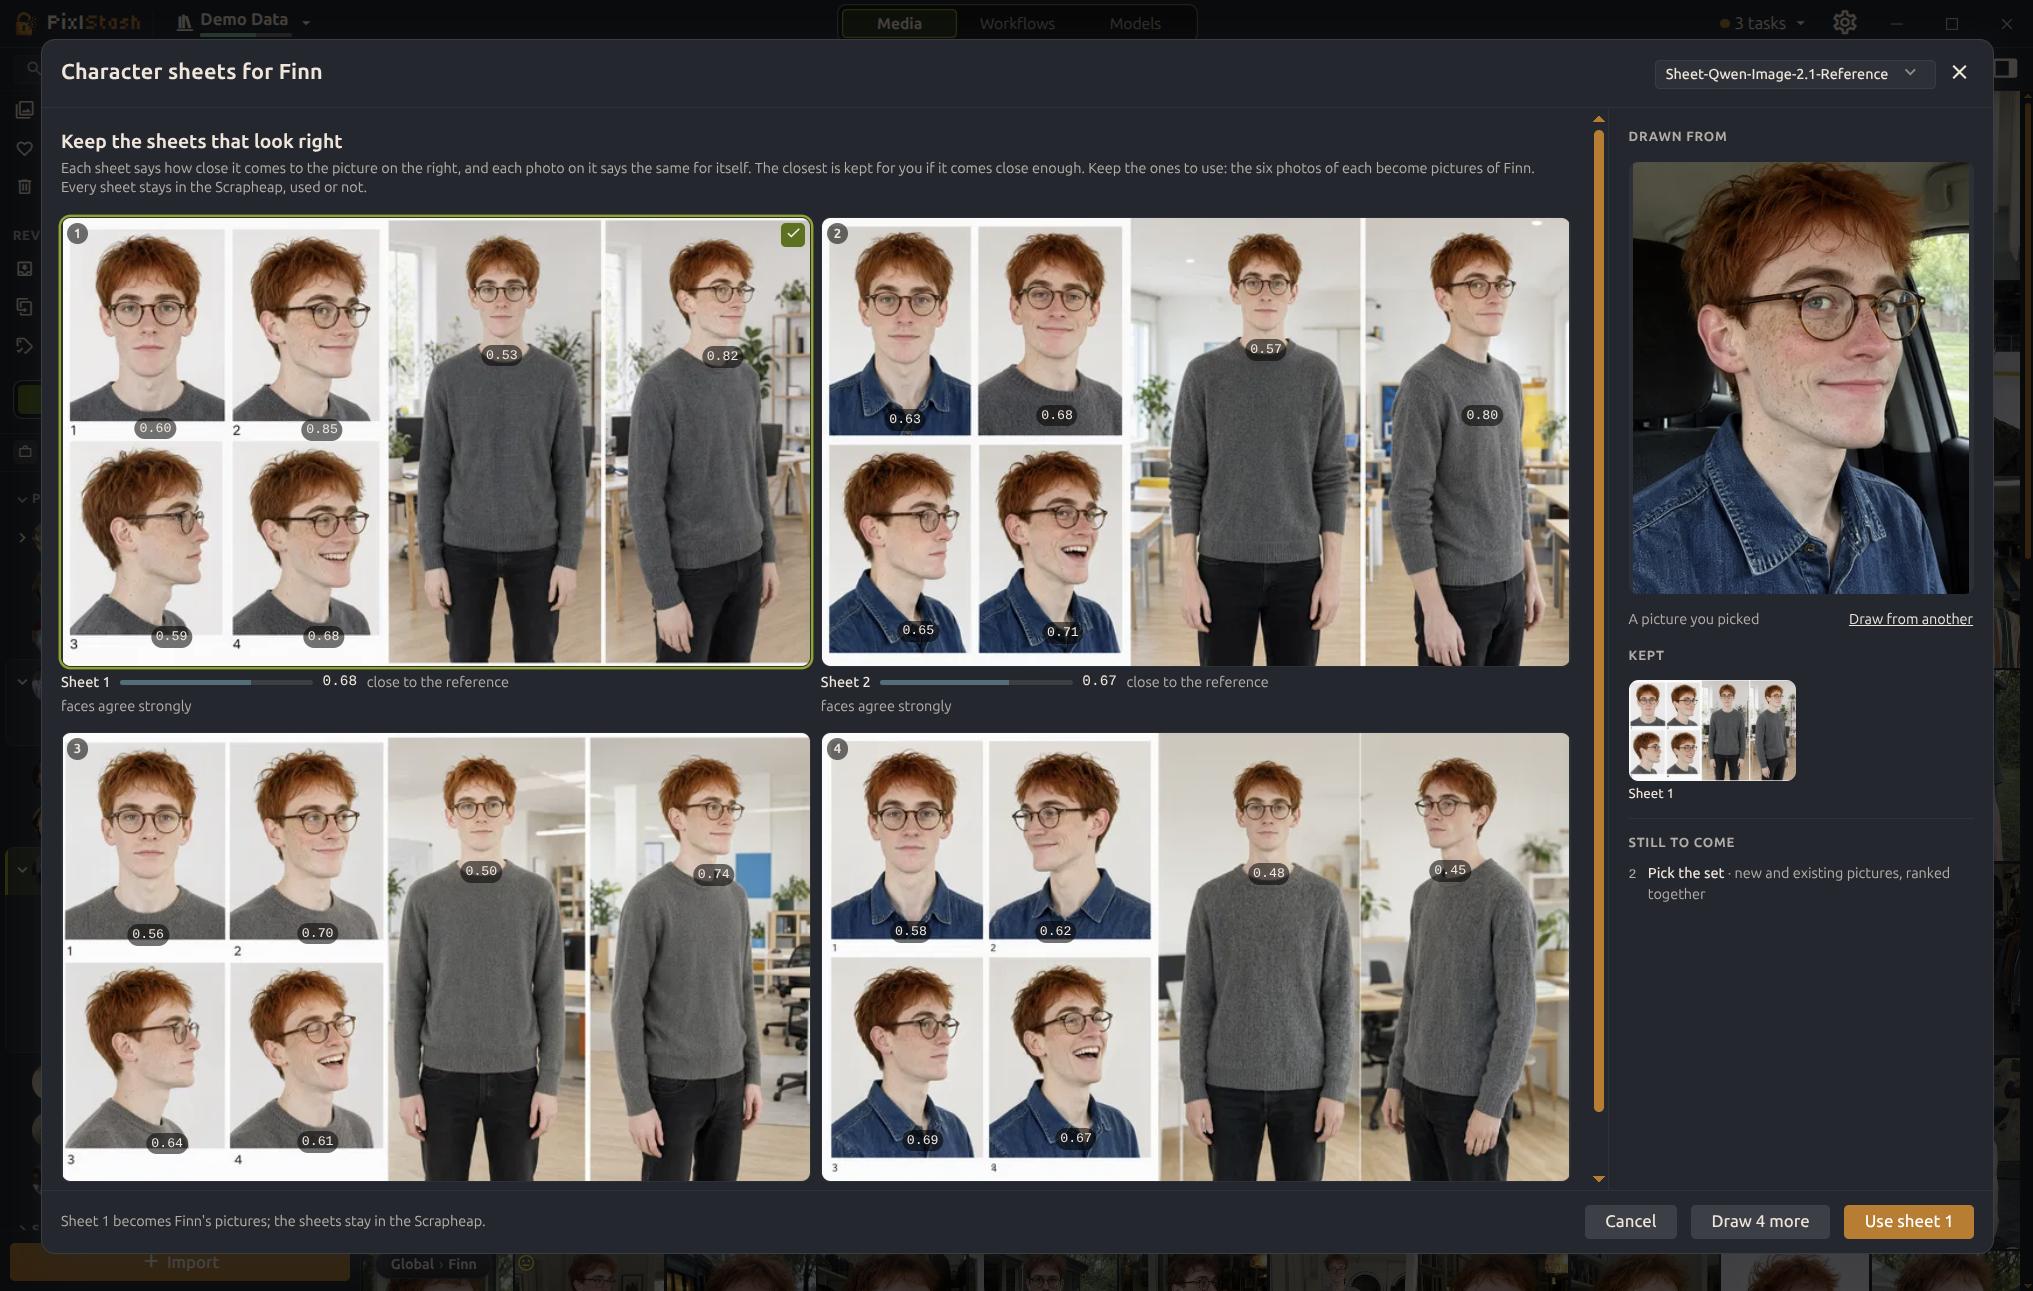 PixlStash
Demo Data
Media
Workflows
Models
3 tasks
Character sheets for Finn
Sheet-Qwen-Image-2.1-Reference
Keep the sheets that look right
Each sheet says how close it comes to the picture on the right, and each photo on it says the same for itself. The closest is kept for you if it comes close enough. Keep the ones to use: the six photos of each become pictures of Finn.
Every sheet stays in the Scrapheap, used or not.
DRAWN FROM
REV
P
1
0.53
0.82
1
0.60
2
0.85
3
0.59
4
0.68
2
0.57
0.80
0.63
0.68
0.65
0.71
Sheet 1
0.68
close to the reference
faces agree strongly
Sheet 2
0.67
close to the reference
faces agree strongly
3
0.50
0.74
0.56
0.70
1
2
0.64
0.61
3
4
4
0.48
0.45
0.58
0.62
1
2
0.69
0.67
3
A picture you picked
Draw from another
KEPT
Sheet 1
STILL TO COME
2 Pick the set · new and existing pictures, ranked
together
Sheet 1 becomes Finn's pictures; the sheets stay in the Scrapheap.
Cancel
Draw 4 more
Use sheet 1
+ Import
Global › Finn